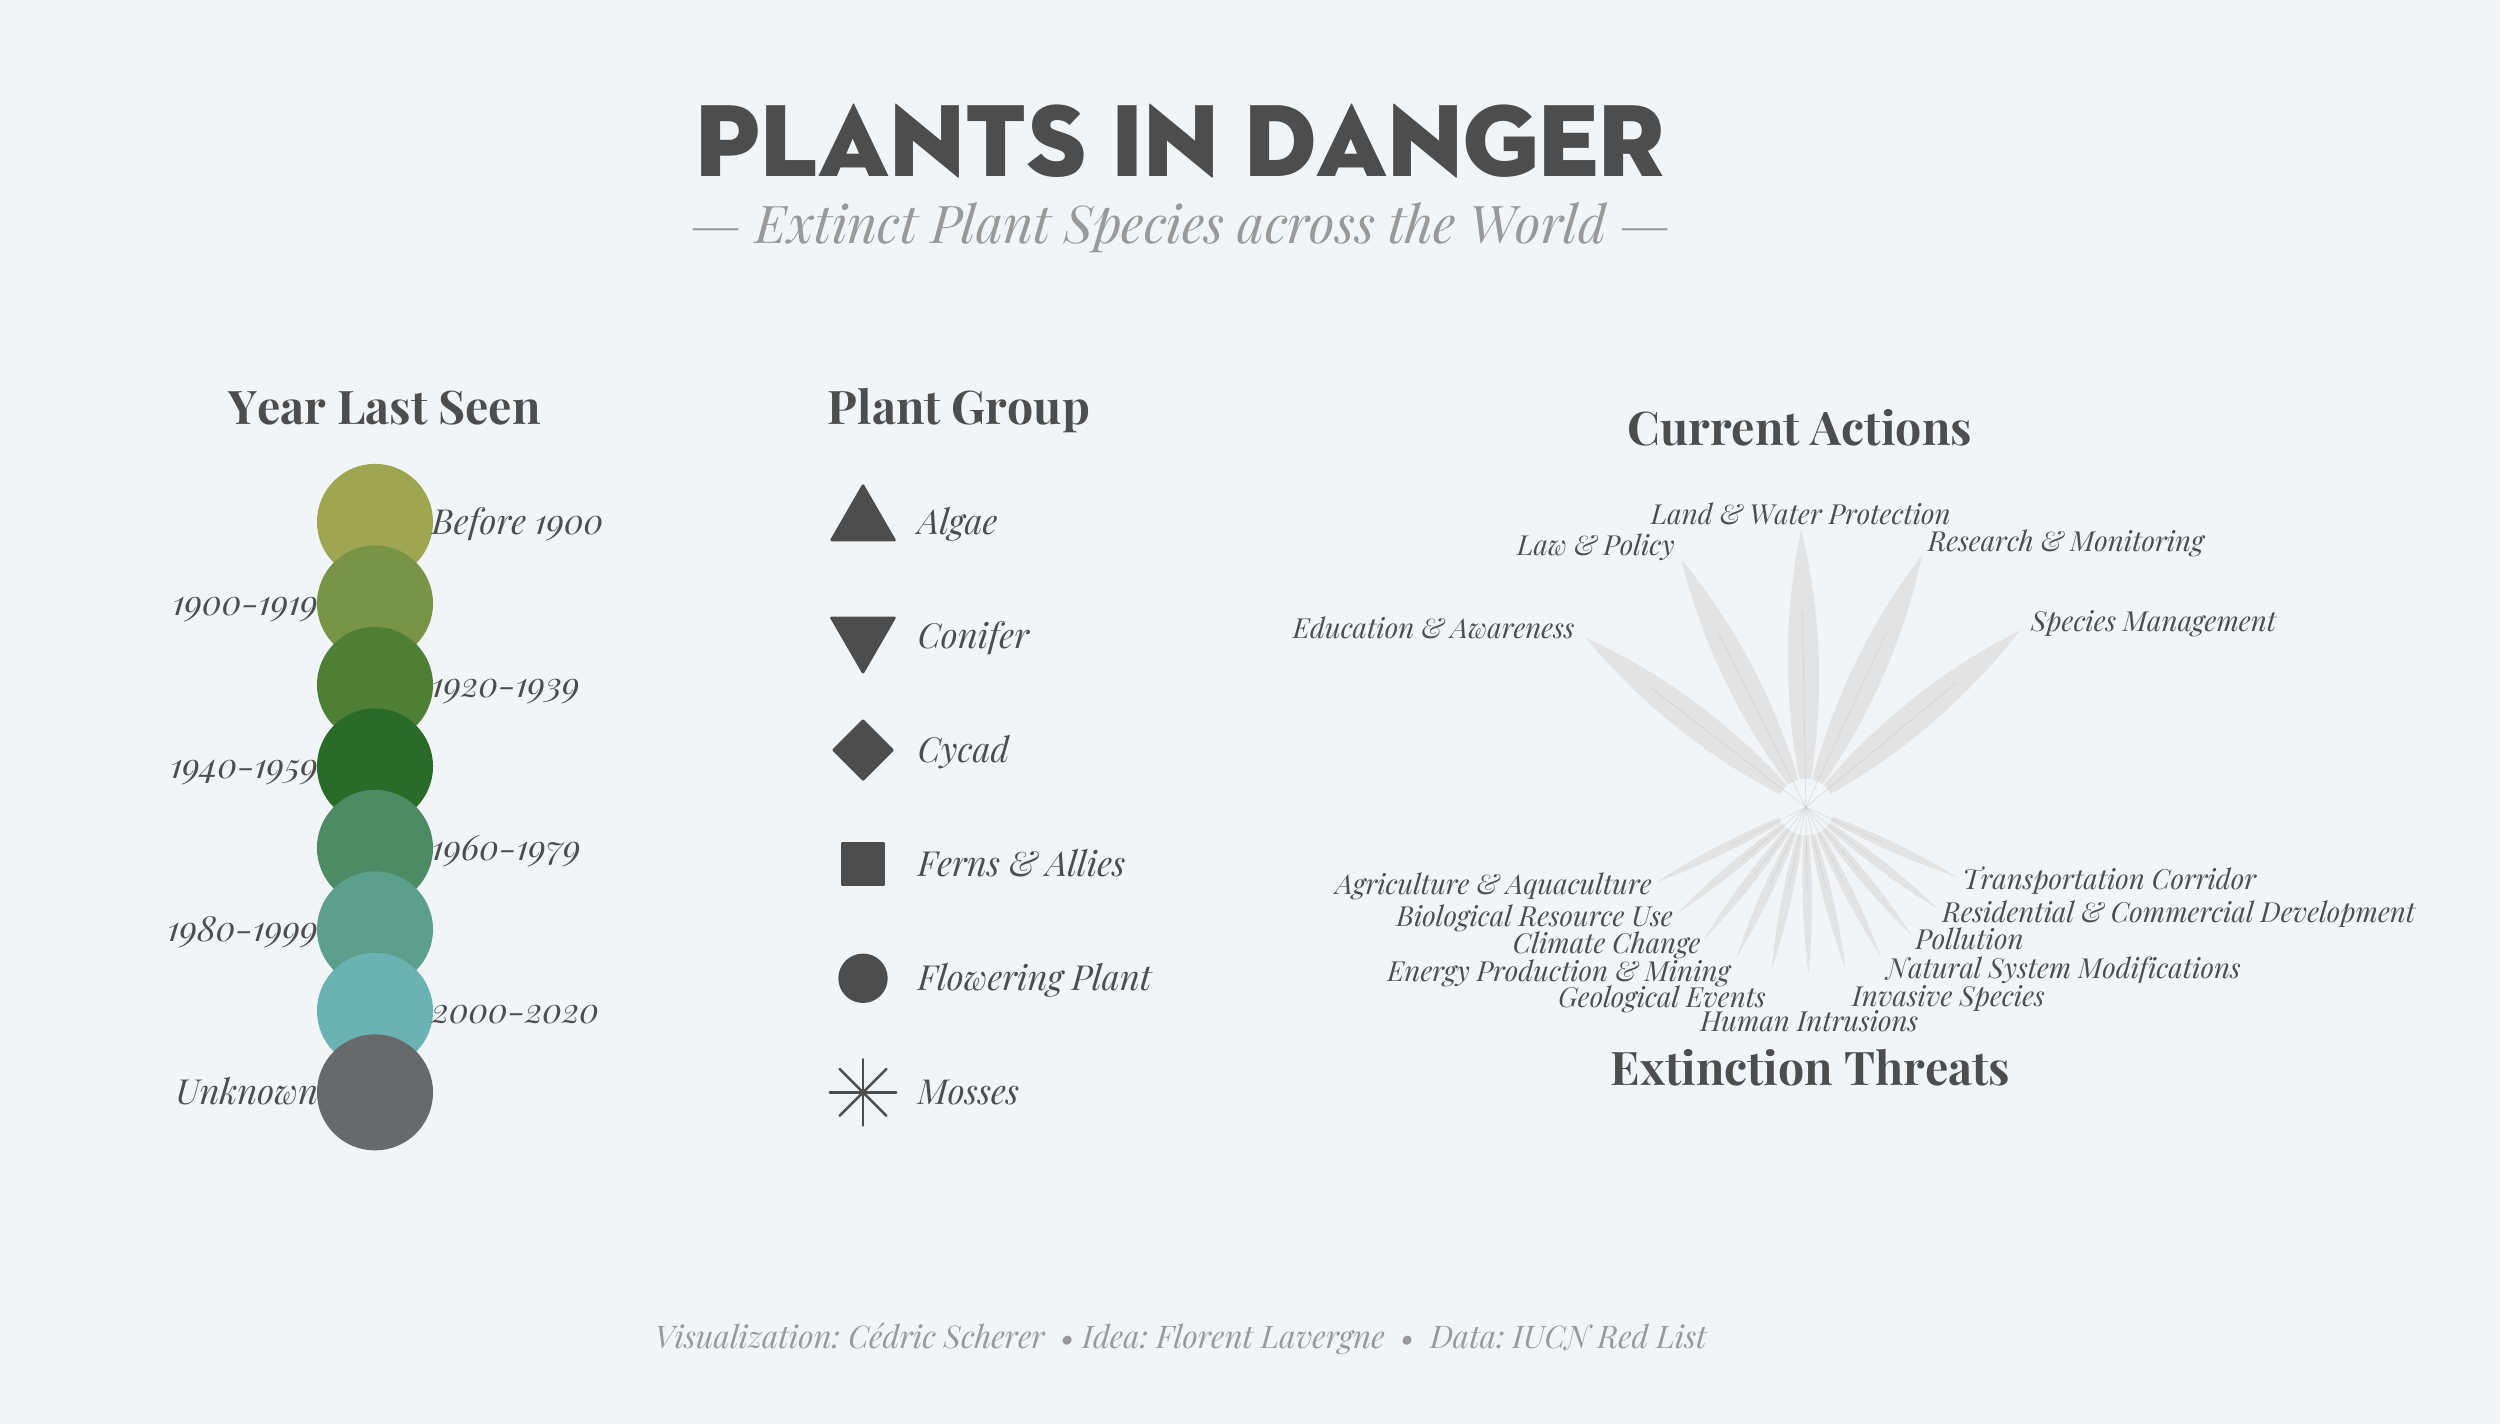 PLANTS IN DANGER
— Extinct Plant Species across the World —
Year Last Seen
Before 1900
1900-1919
1920-1939
1940-1959
1960-1979
1980-1999
2000-2020
Unknown
Plant Group
Algae
Conifer
Cycad
Ferns & Allies
Flowering Plant
Mosses
Current Actions
Land & Water Protection
Law & Policy
Research & Monitoring
Education & Awareness
Species Management
Agriculture & Aquaculture
Biological Resource Use
Climate Change
Energy Production & Mining
Geological Events
Human Intrusions
Invasive Species
Natural System Modifications
Pollution
Residential & Commercial Development
Transportation Corridor
Extinction Threats
Visualization: Cédric Scherer • Idea: Florent Lavergne • Data: IUCN Red List